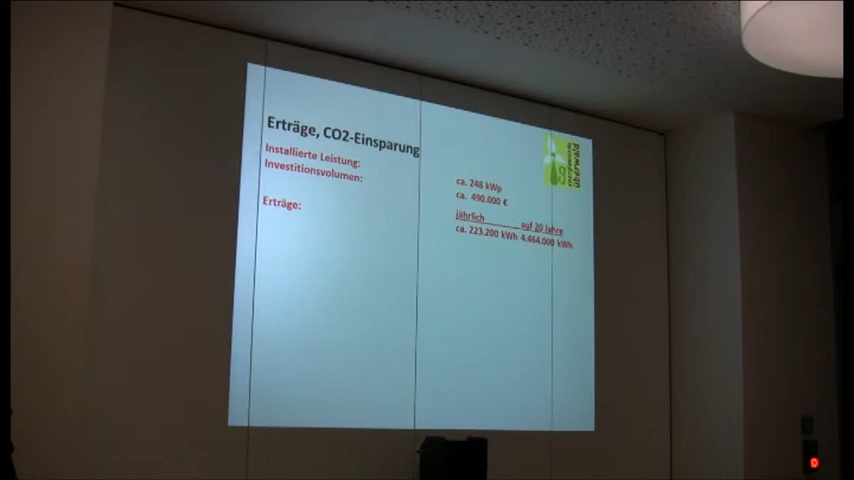 Erträge, CO2-Einsparung
Installierte Leistung: ca. 248 kWp
Investitionsvolumen: ca. 490.000 €
jährlich auf 20 Jahre
Erträge: ca. 223.200 kWh 4.464.000 kWh
überwald